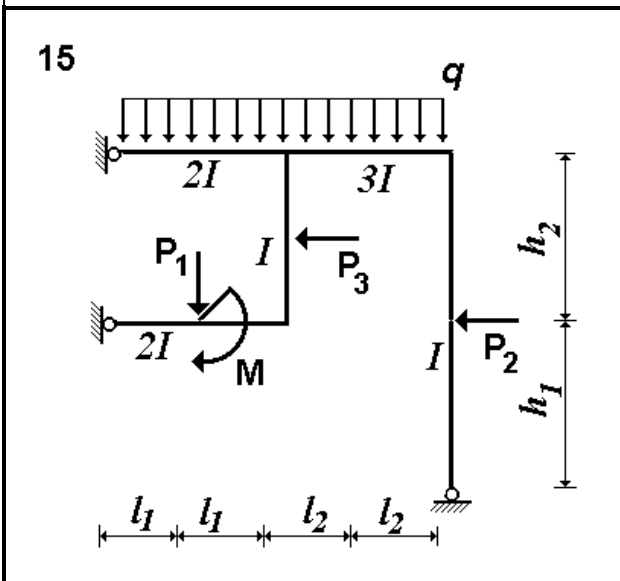 15
q
2I
3I
h₂
P₁
I
P₃
2I
M
I
P₂
h₁
l₁ l₁ l₂ l₂